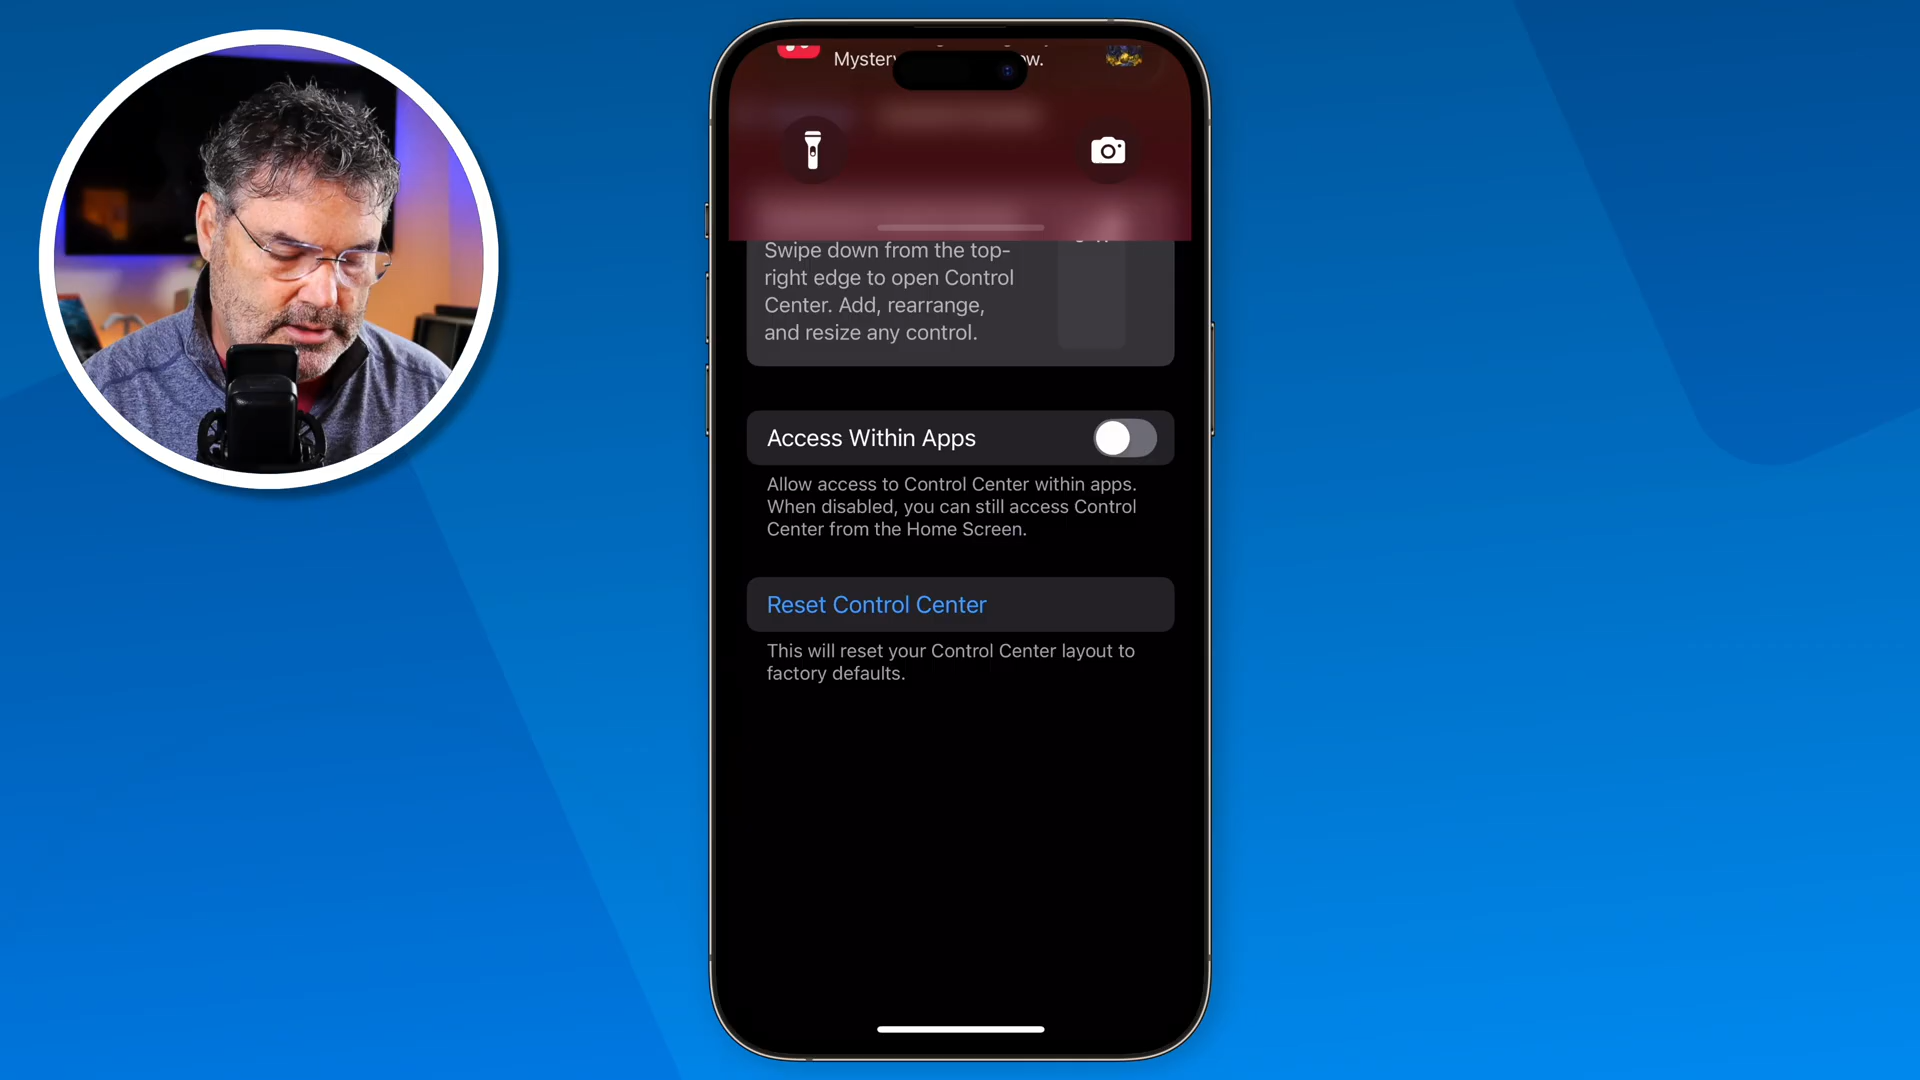 Mystery
ow.
Swipe down from the top-
right edge to open Control
Center. Add, rearrange,
and resize any control.
Access Within Apps
Allow access to Control Center within apps.
When disabled, you can still access Control
Center from the Home Screen.
Reset Control Center
This will reset your Control Center layout to
factory defaults.